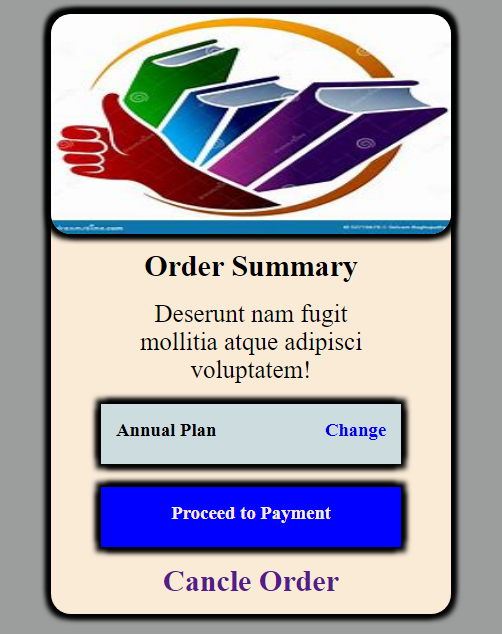 Order Summary
Deserunt nam fugit
mollitia atque adipisci
voluptatem!
Annual Plan Change
Proceed to Payment
Cancle Order